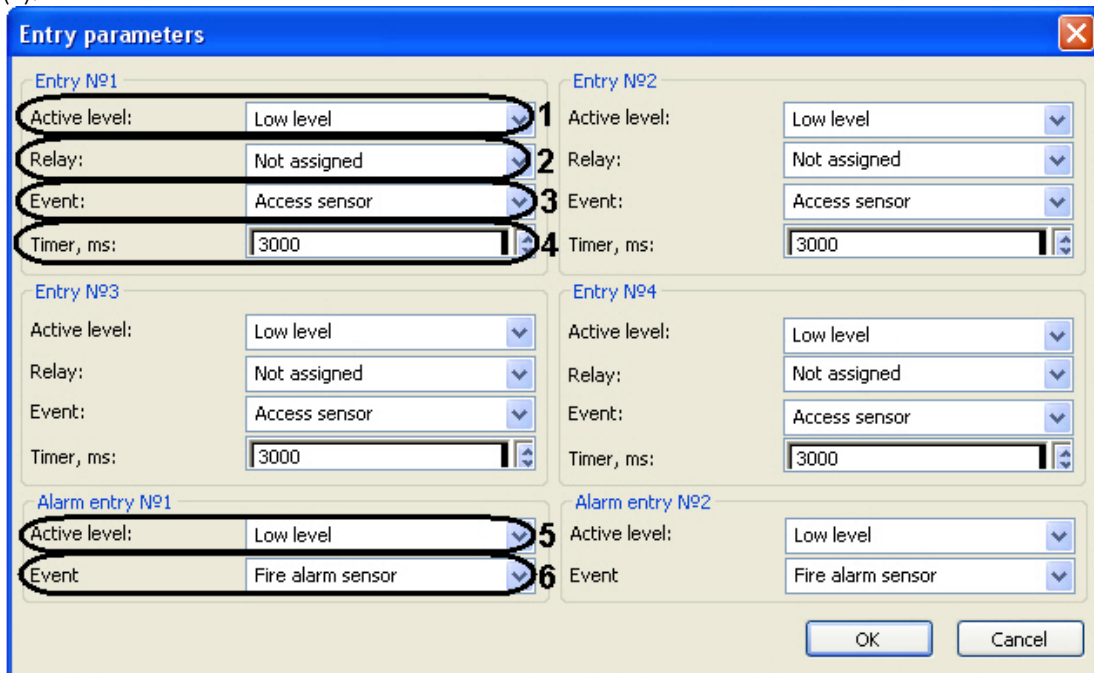 Entry parameters
Entry №1
Active level: Low level 1
Relay: Not assigned 2
Event: Access sensor 3
Timer, ms: 3000 4
Entry №2
Active level: Low level
Relay: Not assigned
Event: Access sensor
Timer, ms: 3000
Entry №3
Active level: Low level
Relay: Not assigned
Event: Access sensor
Timer, ms: 3000
Entry №4
Active level: Low level
Relay: Not assigned
Event: Access sensor
Timer, ms: 3000
Alarm entry №1
Active level: Low level 5
Event Fire alarm sensor 6
Alarm entry №2
Active level: Low level
Event Fire alarm sensor
OK Cancel